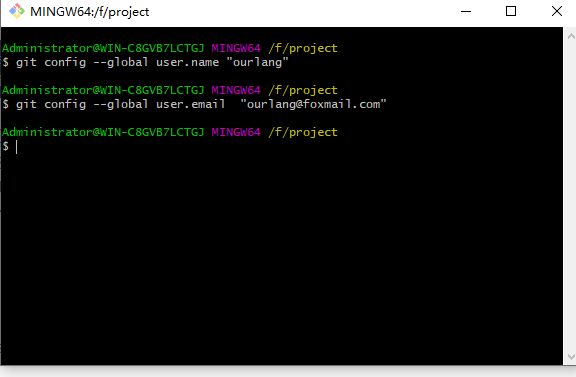 MINGW64:/f/project
Administrator@WIN-C8GVB7LCTGJ MINGW64 /f/project
$ git config --global user.name "ourlang"
Administrator@WIN-C8GVB7LCTGJ MINGW64 /f/project
$ git config --global user.email  "ourlang@foxmail.com"
Administrator@WIN-C8GVB7LCTGJ MINGW64 /f/project
$